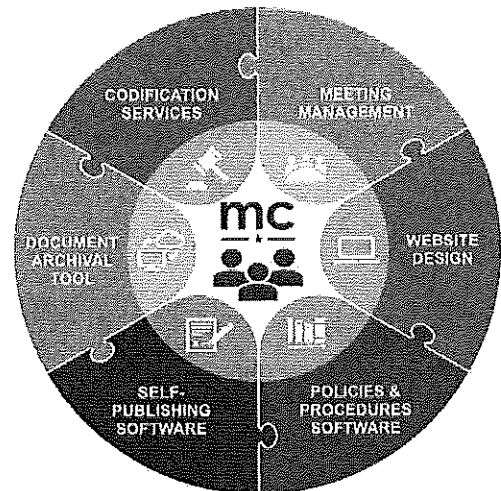 CODIFICATION
SERVICES
MEETING
MANAGEMENT
mc
DOCUMENT
ARCHIVAL
TOOL
WEBSITE
DESIGN
SELF-
PUBLISHING
SOFTWARE
POLICIES &
PROCEDURES
SOFTWARE